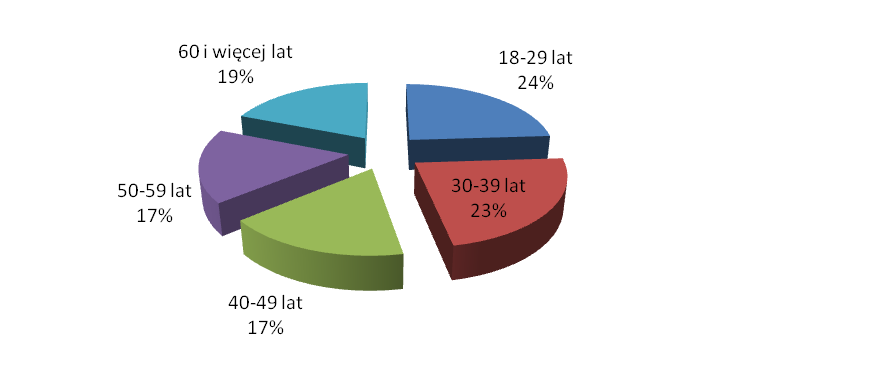 60 i więcej lat
19%
18-29 lat
24%
30-39 lat
23%
50-59 lat
17%
40-49 lat
17%